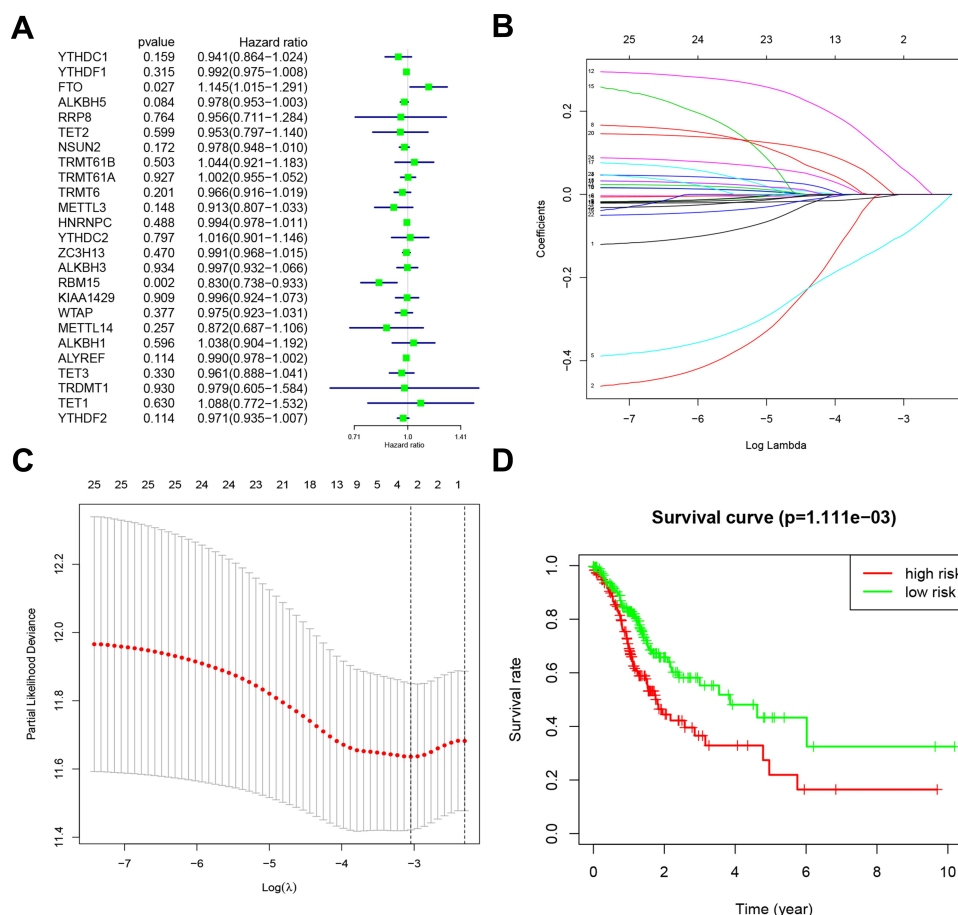 A
pvalue Hazard ratio
YTHDC1 0.159 0.941(0.864−1.024)
YTHDF1 0.315 0.992(0.975−1.008)
FTO 0.027 1.145(1.015−1.291)
ALKBH5 0.084 0.978(0.953−1.003)
RRP8 0.764 0.956(0.711−1.284)
TET2 0.599 0.953(0.797−1.140)
NSUN2 0.172 0.978(0.948−1.010)
TRMT61B 0.503 1.044(0.921−1.183)
TRMT61A 0.927 1.002(0.955−1.052)
TRMT6 0.201 0.966(0.916−1.019)
METTL3 0.148 0.913(0.807−1.033)
HNRNPC 0.488 0.994(0.978−1.011)
YTHDC2 0.797 1.016(0.901−1.146)
ZC3H13 0.470 0.991(0.968−1.015)
ALKBH3 0.934 0.997(0.932−1.066)
RBM15 0.002 0.830(0.738−0.933)
KIAA1429 0.909 0.996(0.924−1.073)
WTAP 0.377 0.975(0.923−1.031)
METTL14 0.257 0.872(0.687−1.106)
ALKBH1 0.596 1.038(0.904−1.192)
ALYREF 0.114 0.990(0.978−1.002)
TET3 0.330 0.961(0.888−1.041)
TRDMT1 0.930 0.979(0.605−1.584)
TET1 0.630 1.088(0.772−1.532)
YTHDF2 0.114 0.971(0.935−1.007)
0.71 1.0 1.41
Hazard ratio
B
25 24 23 13 2
12
15
6
20
24
17
1
5
2
0.2
0.0
−0.2
−0.4
Coefficients
−7 −6 −5 −4 −3
Log Lambda
C
25 25 25 25 24 24 23 21 18 13 9 5 4 2 2 1
12.2
12.0
11.8
11.6
11.4
Partial Likelihood Deviance
−7 −6 −5 −4 −3
Log(λ)
D
Survival curve (p=1.111e−03)
high risk
low risk
1.0
0.8
0.6
0.4
0.2
0.0
Survival rate
0 2 4 6 8 10
Time (year)